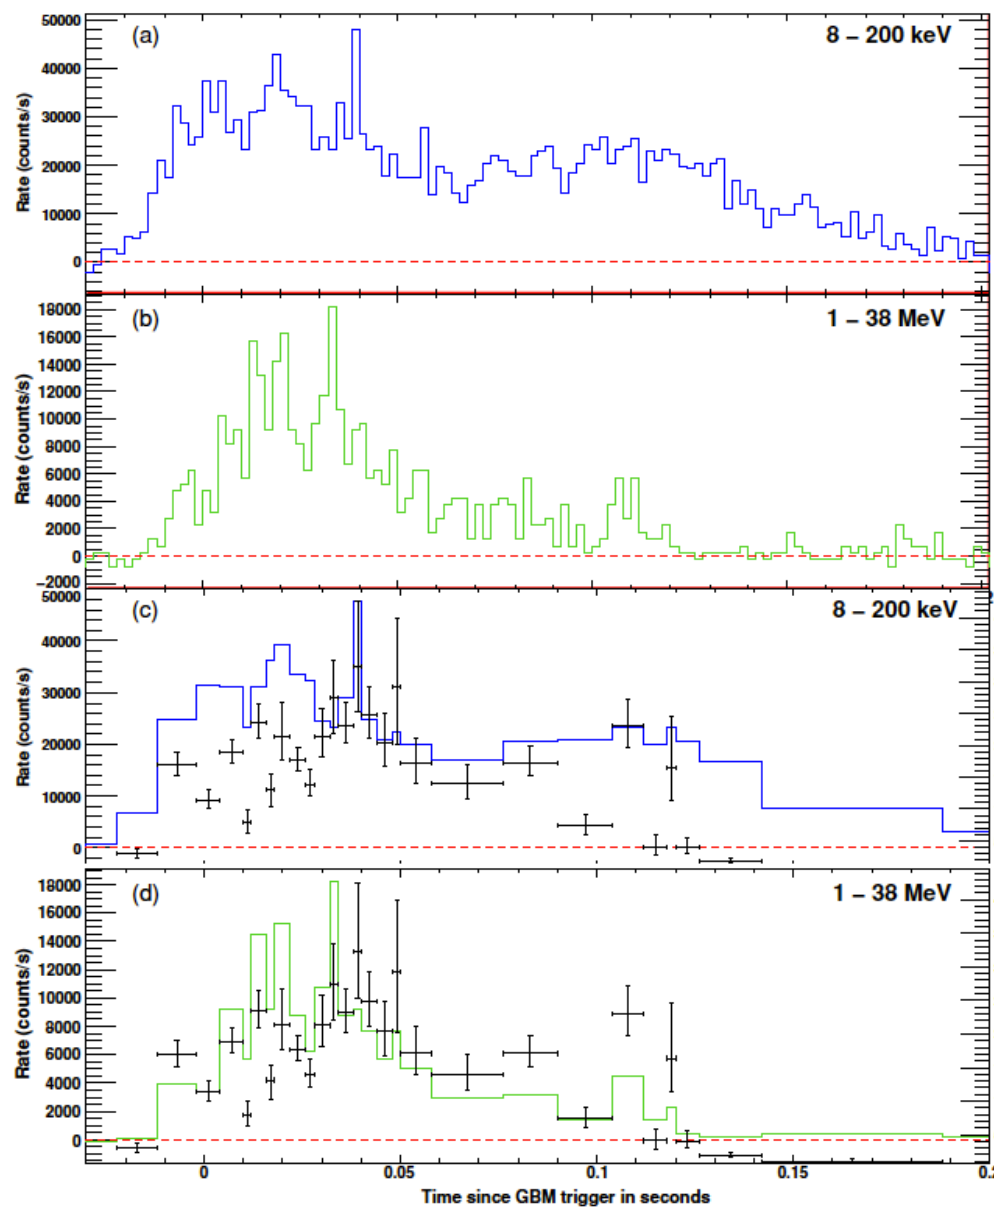 (a)
8 – 200 keV
50000
40000
30000
20000
10000
0
Rate (counts/s)
(b)
1 – 38 MeV
18000
16000
14000
12000
10000
8000
6000
4000
2000
0
−2000
Rate (counts/s)
2
(c)
8 – 200 keV
50000
40000
30000
20000
10000
0
Rate (counts/s)
(d)
1 – 38 MeV
18000
16000
14000
12000
10000
8000
6000
4000
2000
0
Rate (counts/s)
0 0.05 0.1 0.15 0.2
Time since GBM trigger in seconds